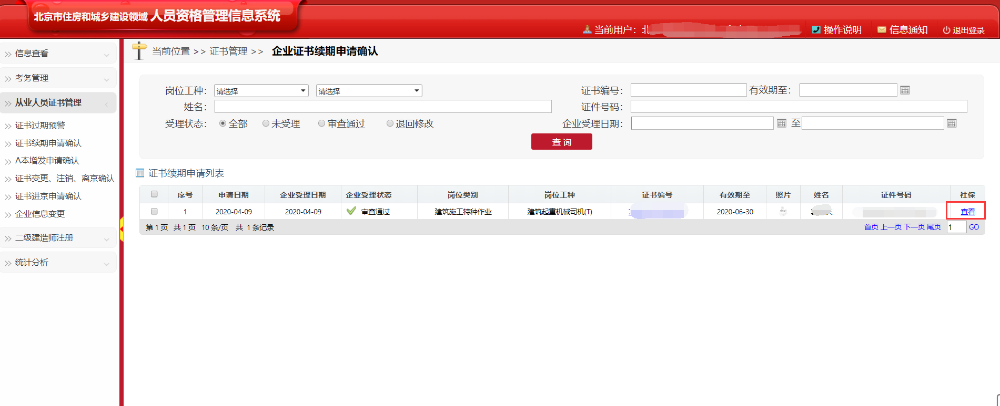 北京市住房和城乡建设领域 人员资格管理信息系统
当前用户：北 操作说明 信息通知 退出登录
信息查看
考务管理
从业人员证书管理
证书过期预警
证书续期申请确认
A本增发申请确认
证书变更、注销、离京确认
证书进京申请确认
企业信息变更
二级建造师注册
统计分析
当前位置 >> 证书管理 >> 企业证书续期申请确认
岗位工种： 请选择 请选择 证书编号： 有效期至：
姓名： 证件号码：
受理状态： 全部 未受理 审查通过 退回修改 企业受理日期： 至
查 询
证书续期申请列表
序号 申请日期 企业受理日期 企业受理状态 岗位类别 岗位工种 证书编号 有效期至 照片 姓名 证件号码 社保
1 2020-04-09 2020-04-09 审查通过 建筑施工特种作业 建筑起重机械司机(T) 2020-06-30 查看
第 1 页 共 1 页 10 条/页 共 1 条记录 首页 上一页 下一页 尾页 1 GO